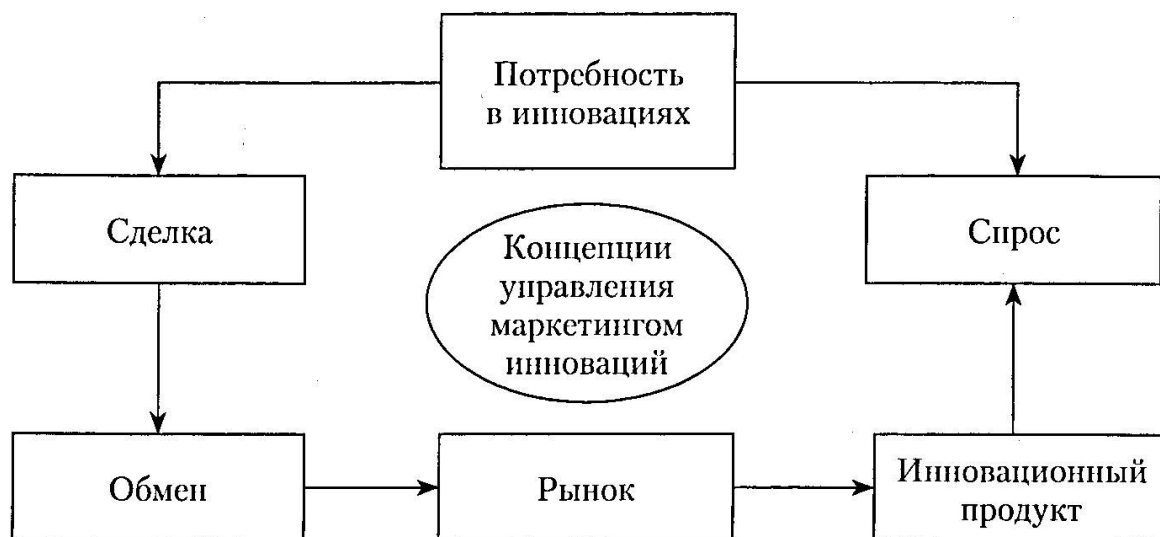 Потребность
в инновациях
Сделка
Спрос
Концепции
управления
маркетингом
инноваций
Обмен
Рынок
Инновационный
продукт